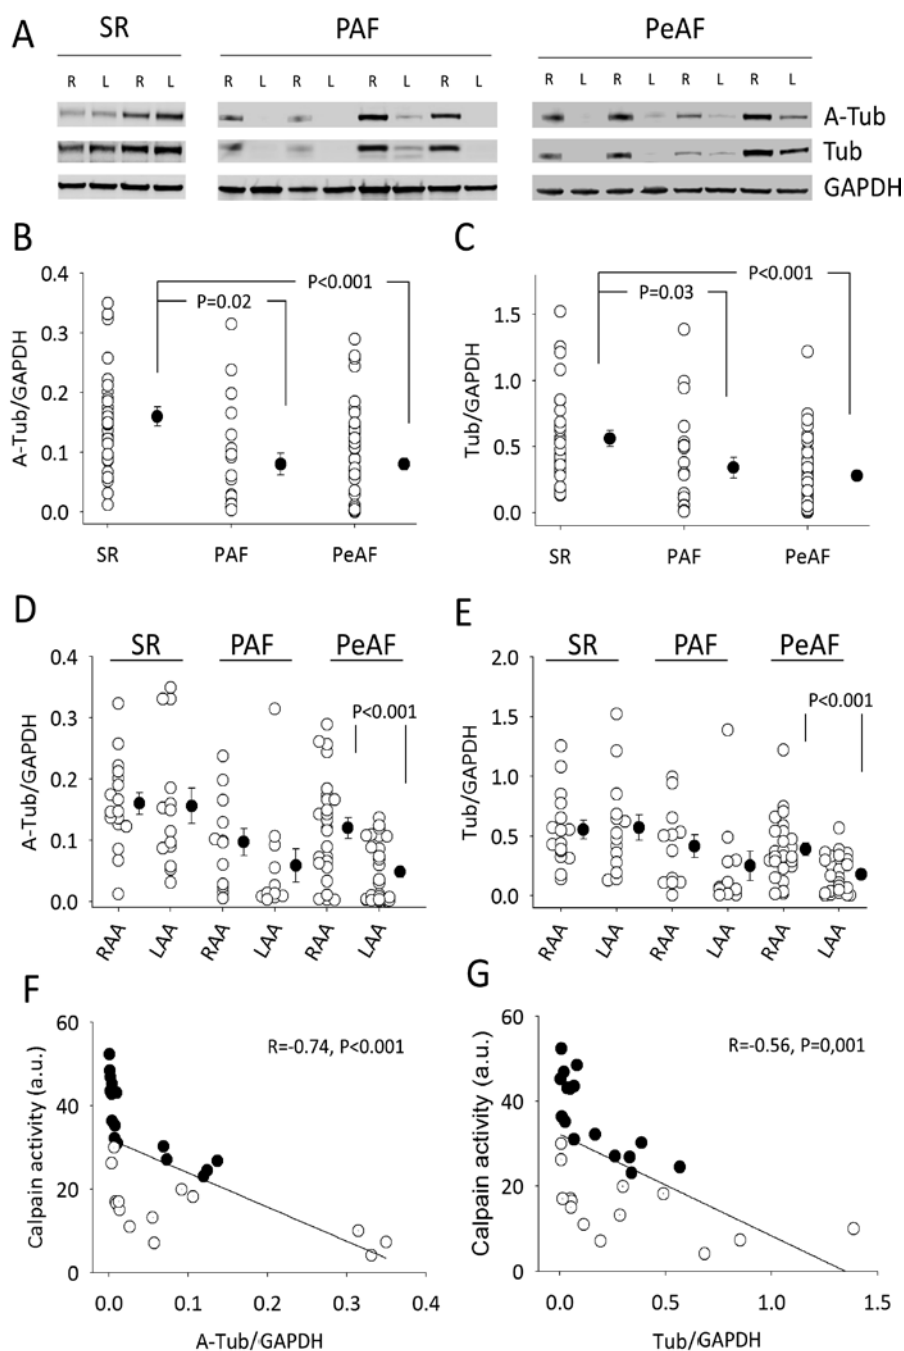 A SR PAF PeAF
R L R L R L R L R L R L R L R L R L R L
A-Tub
Tub
GAPDH
B C
0.4 0.3 0.2 0.1 0.0
A-Tub/GAPDH
P<0.001
P=0.02
SR PAF PeAF
1.5 1.0 0.5 0.0
Tub/GAPDH
P<0.001
P=0.03
SR PAF PeAF
D E
SR PAF PeAF
0.4 0.3 0.2 0.1 0.0
A-Tub/GAPDH
P<0.001
RAA LAA RAA LAA RAA LAA
SR PAF PeAF
2.0 1.5 1.0 0.5 0.0
Tub/GAPDH
P<0.001
RAA LAA RAA LAA RAA LAA
F G
60 40 20 0
Calpain activity (a.u.)
R=-0.74, P<0.001
0.0 0.1 0.2 0.3 0.4
A-Tub/GAPDH
60 40 20 0
Calpain activity (a.u.)
R=-0.56, P=0,001
0.0 0.5 1.0 1.5
Tub/GAPDH